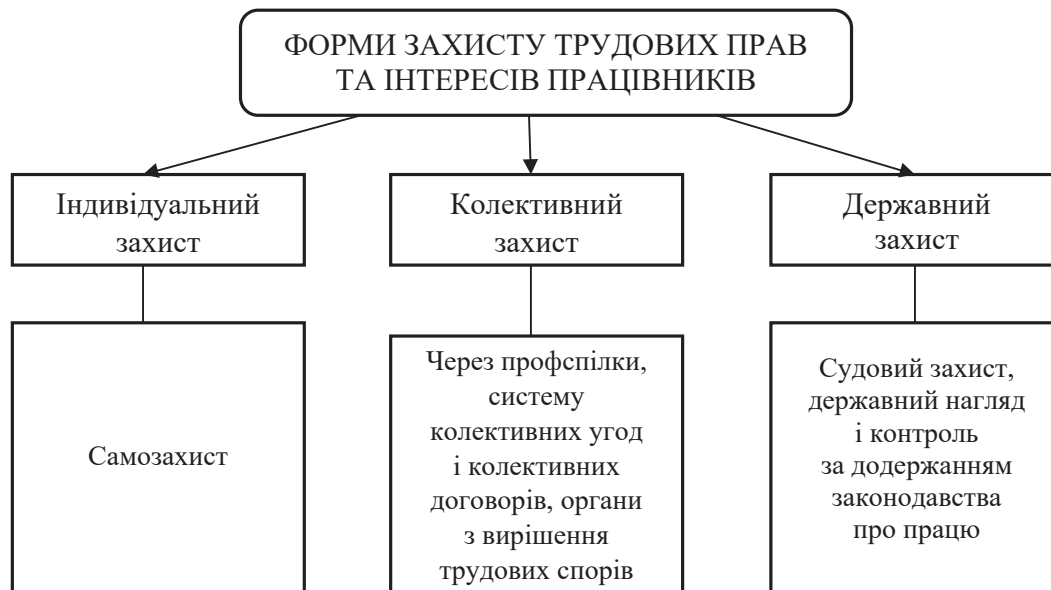 ФОРМИ ЗАХИСТУ ТРУДОВИХ ПРАВ
ТА ІНТЕРЕСІВ ПРАЦІВНИКІВ
Індивідуальний
захист
Колективний
захист
Державний
захист
Самозахист
Через профспілки,
систему
колективних угод
і колективних
договорів, органи
з вирішення
трудових спорів
Судовий захист,
державний нагляд
і контроль
за додержанням
законодавства
про працю